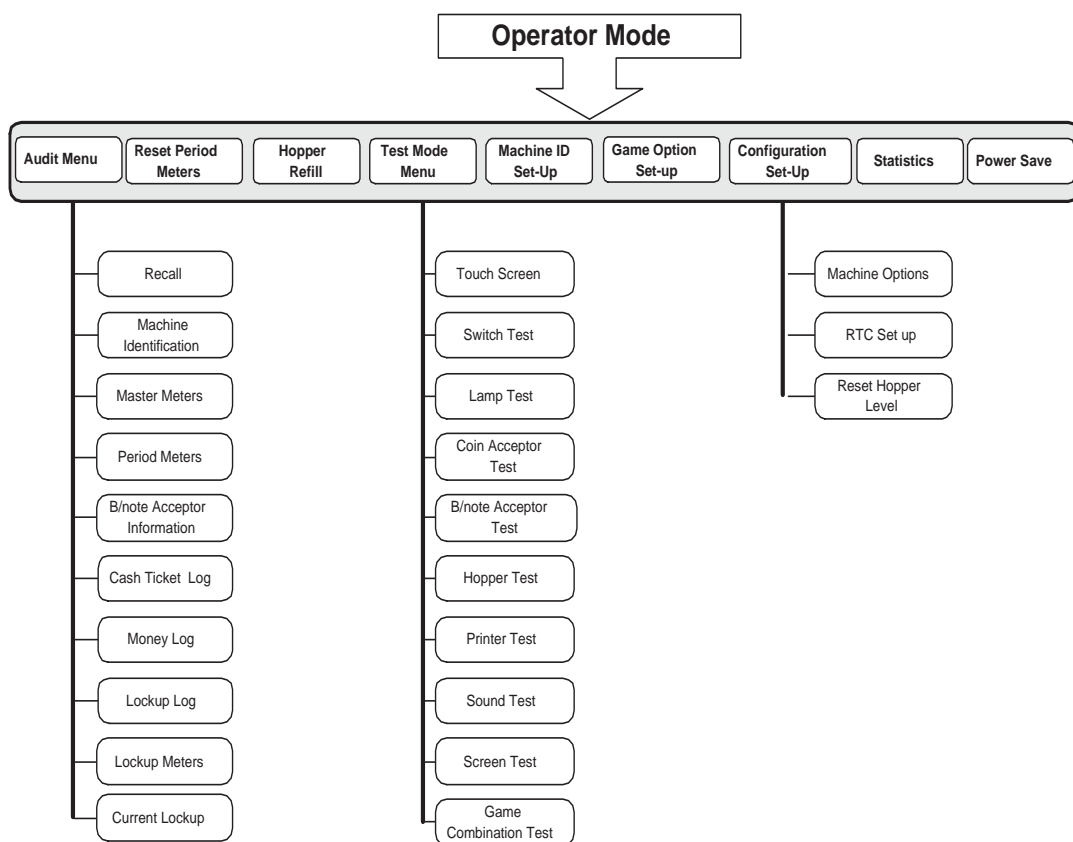 Operator Mode
Audit Menu
Reset Period
Meters
Hopper
Refill
Test Mode
Menu
Machine ID
Set-Up
Game Option
Set-up
Configuration
Set-Up
Statistics
Power Save
Recall
Machine
Identification
Master Meters
Period Meters
B/note Acceptor
Information
Cash Ticket Log
Money Log
Lockup Log
Lockup Meters
Current Lockup
Touch Screen
Switch Test
Lamp Test
Coin Acceptor
Test
B/note Acceptor
Test
Hopper Test
Printer Test
Sound Test
Screen Test
Game
Combination Test
Machine Options
RTC Set up
Reset Hopper
Level